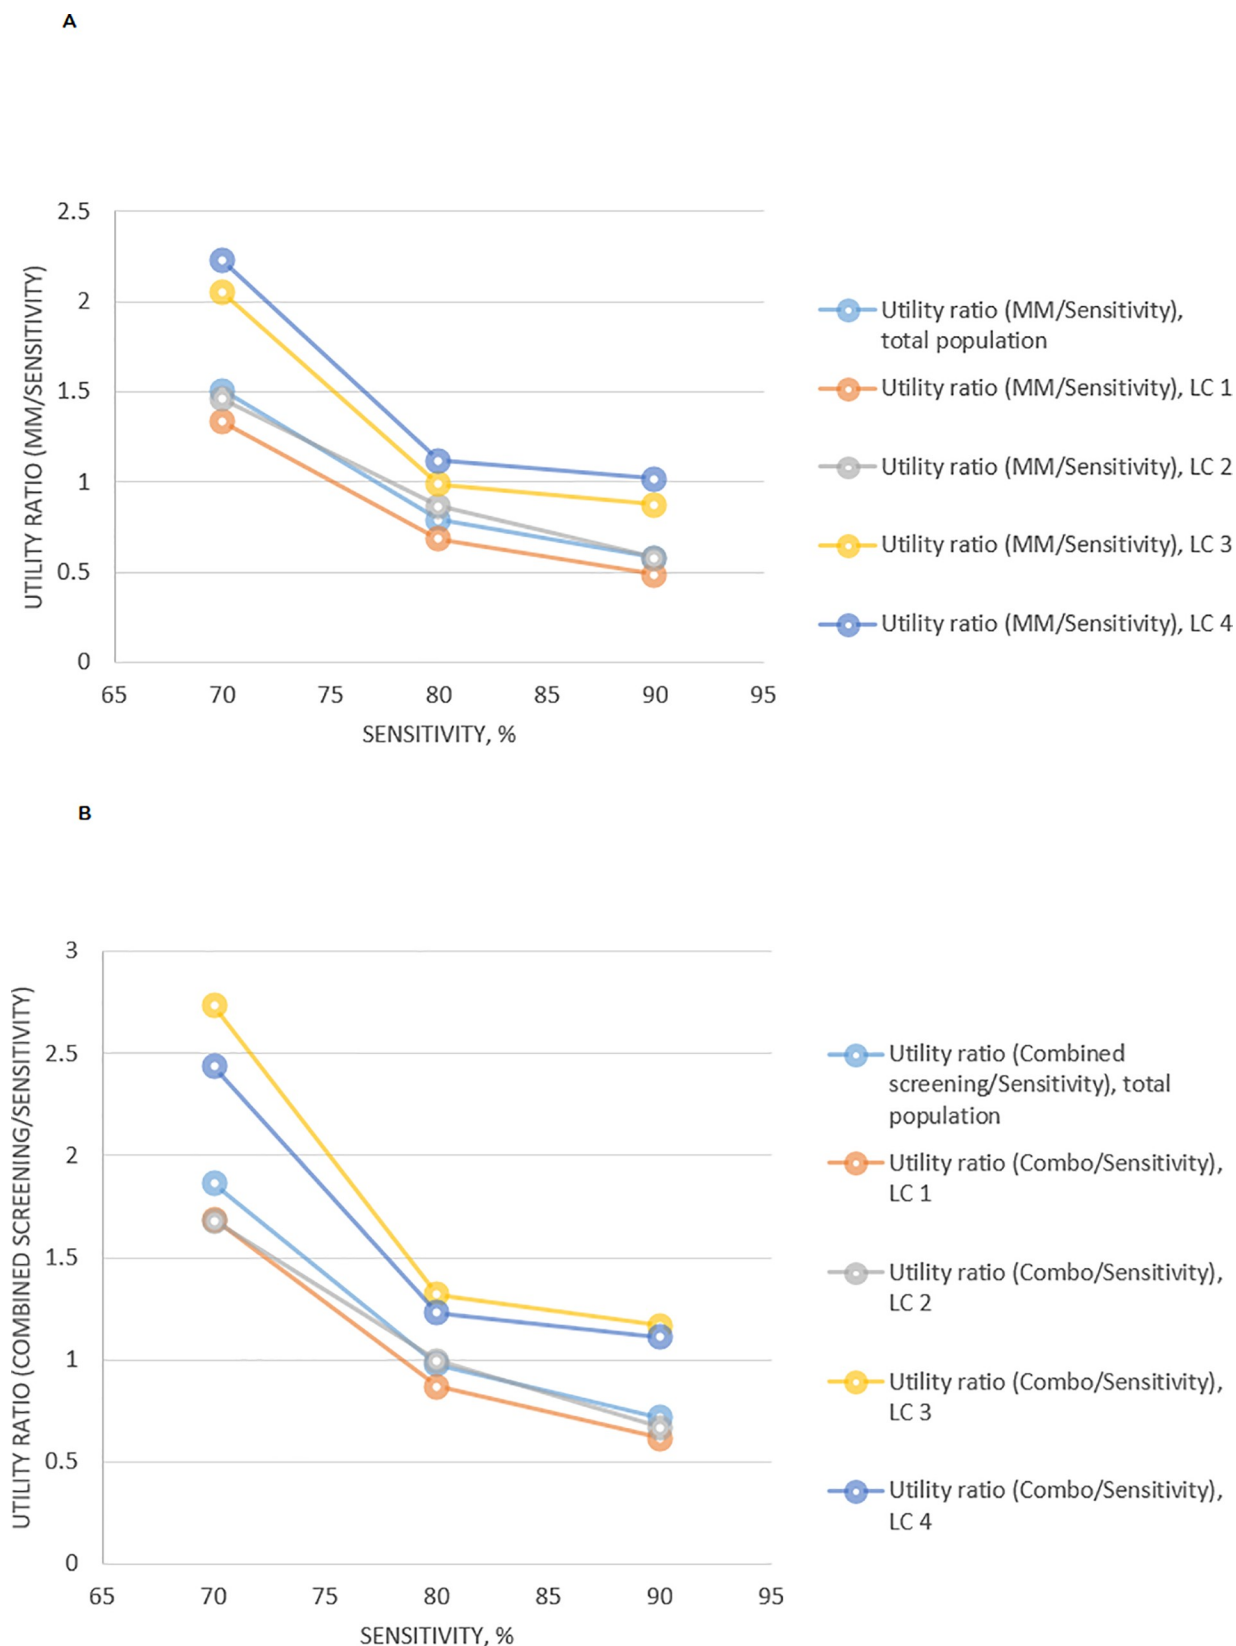 A
2.5
2
1.5
1
0.5
0
65 70 75 80 85 90 95
UTILITY RATIO (MM/SENSITIVITY)
SENSITIVITY, %
Utility ratio (MM/Sensitivity),
total population
Utility ratio (MM/Sensitivity), LC 1
Utility ratio (MM/Sensitivity), LC 2
Utility ratio (MM/Sensitivity), LC 3
Utility ratio (MM/Sensitivity), LC 4
B
3
2.5
2
1.5
1
0.5
0
65 70 75 80 85 90 95
UTILITY RATIO (COMBINED SCREENING/SENSITIVITY)
SENSITIVITY, %
Utility ratio (Combined
screening/Sensitivity), total
population
Utility ratio (Combo/Sensitivity),
LC 1
Utility ratio (Combo/Sensitivity),
LC 2
Utility ratio (Combo/Sensitivity),
LC 3
Utility ratio (Combo/Sensitivity),
LC 4